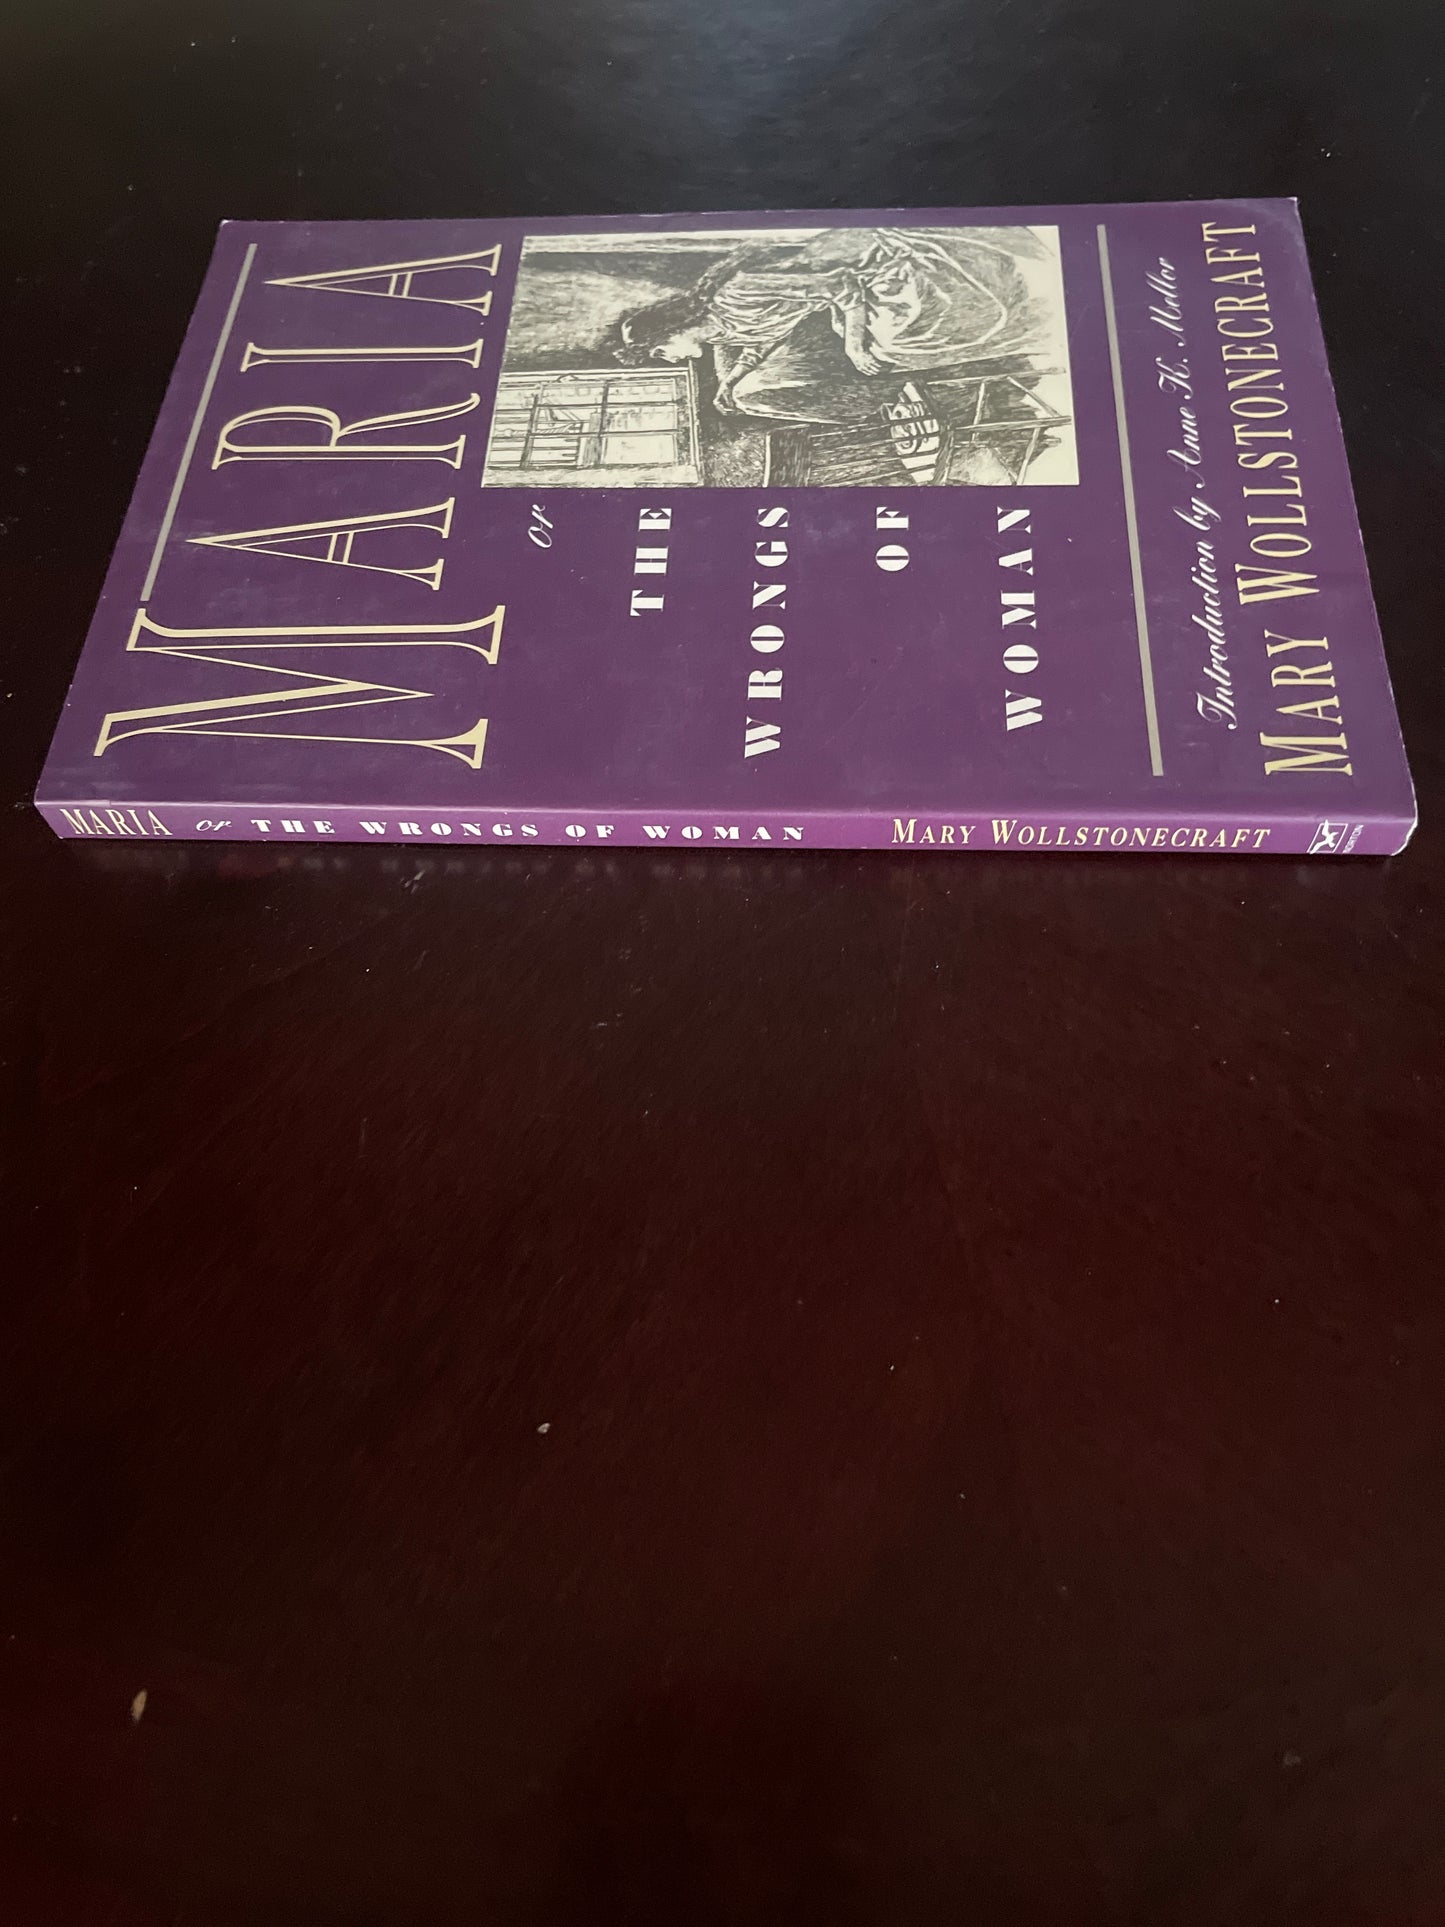 MARIA
or
THE
WRONGS
OF
WOMAN
Introduction by Anne K. Mellor
MARY WOLLSTONECRAFT
MARIA or THE WRONGS OF WOMAN MARY WOLLSTONECRAFT NORTON